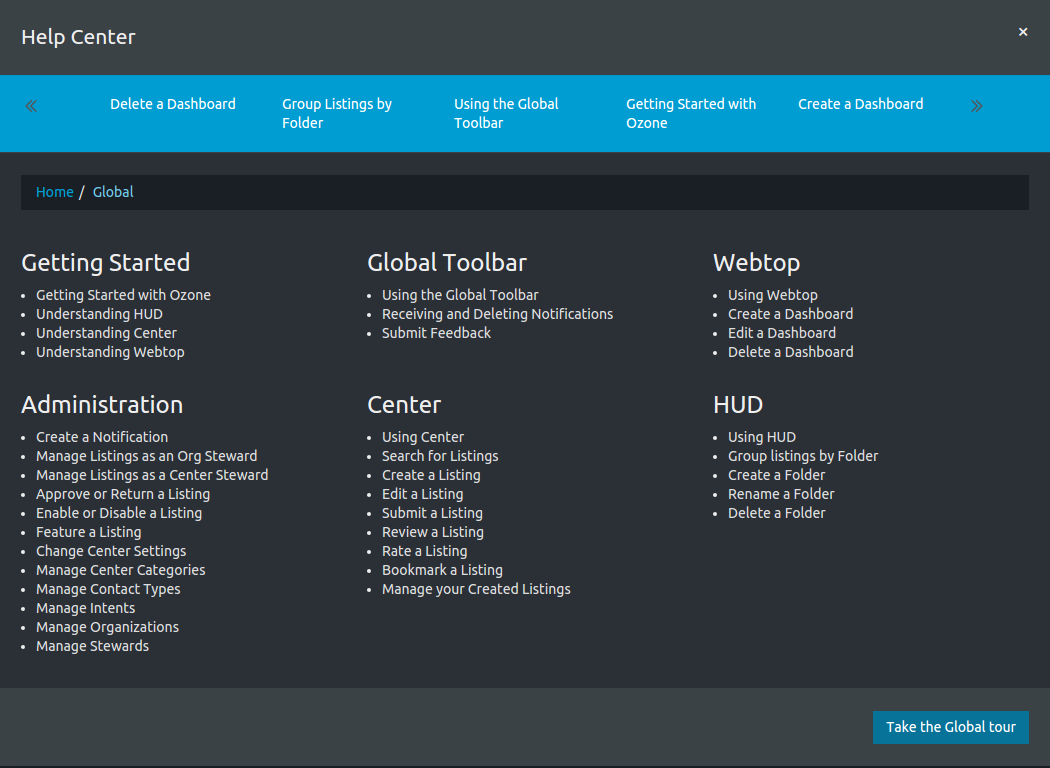 Help Center
×
« Delete a Dashboard Group Listings by Using the Global Getting Started with Create a Dashboard »
Folder Toolbar Ozone
Home / Global
Getting Started
• Getting Started with Ozone
• Understanding HUD
• Understanding Center
• Understanding Webtop
Global Toolbar
• Using the Global Toolbar
• Receiving and Deleting Notifications
• Submit Feedback
Webtop
• Using Webtop
• Create a Dashboard
• Edit a Dashboard
• Delete a Dashboard
Administration
• Create a Notification
• Manage Listings as an Org Steward
• Manage Listings as a Center Steward
• Approve or Return a Listing
• Enable or Disable a Listing
• Feature a Listing
• Change Center Settings
• Manage Center Categories
• Manage Contact Types
• Manage Intents
• Manage Organizations
• Manage Stewards
Center
• Using Center
• Search for Listings
• Create a Listing
• Edit a Listing
• Submit a Listing
• Review a Listing
• Rate a Listing
• Bookmark a Listing
• Manage your Created Listings
HUD
• Using HUD
• Group listings by Folder
• Create a Folder
• Rename a Folder
• Delete a Folder
Take the Global tour